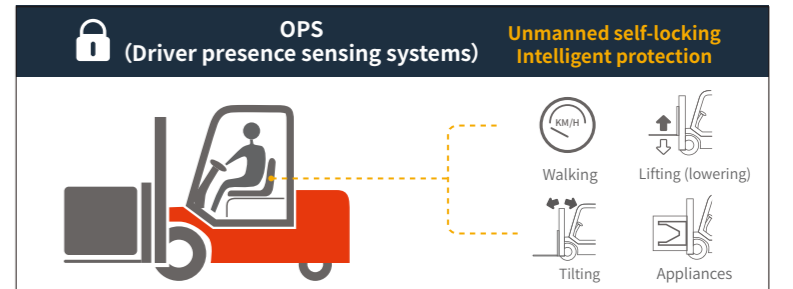 OPS
（Driver presence sensing systems）
Unmanned self-locking
Intelligent protection
KM/H
Walking
Lifting (lowering)
Tilting
Appliances